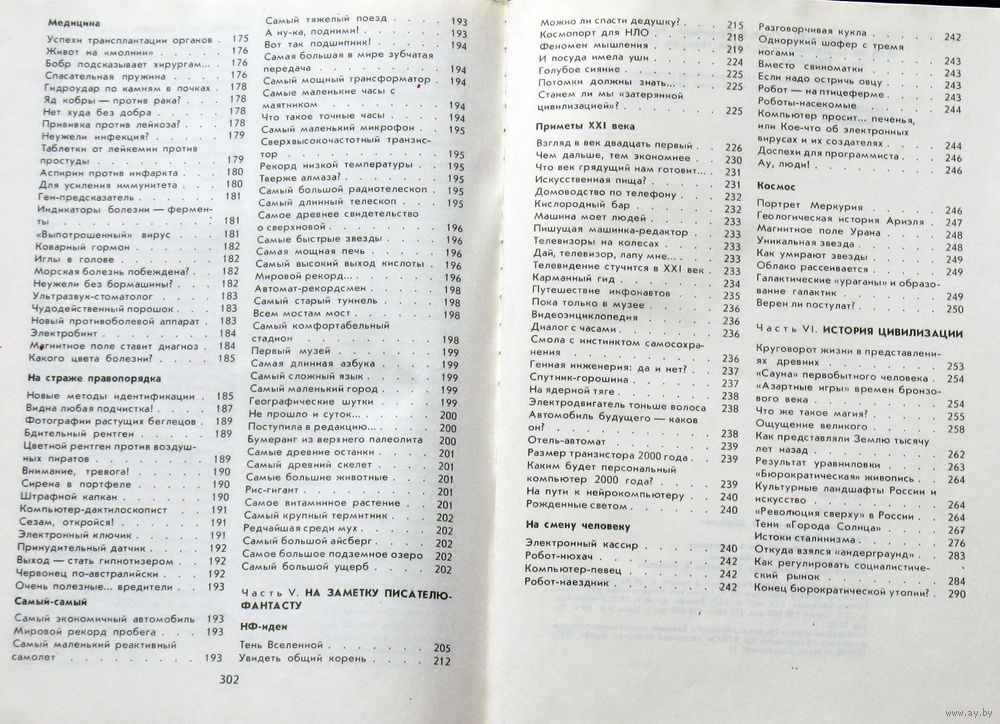 Медицина
Успехи трансплантации органов . 175
Живот на «молнии» . . . . . 176
Бобр подсказывает хирургам... . 176
Спасательная пружина . . . . 176
Гидроудар по камням в почках . 178
Яд кобры — против рака? . . . 178
Нет худа без добра . . . . . 178
Прививка против лейкоза? . . . 178
Неужели инфекция? . . . . . 179
Таблетки от лейкемии против
простуды . . . . . . . . 179
Аспирин против инфаркта . . . 180
Для усиления иммунитета . . . 180
Ген-предсказатель . . . . . . 181
Индикаторы болезни — фермен-
ты . . . . . . . . . . 181
«Выпотрошенный» вирус . . . 181
Коварный гормон . . . . . . 182
Иглы в голове . . . . . . . 182
Морская болезнь побеждена? . . 182
Неужели без бормашины? . . . 182
Ультразвук-стоматолог . . . . 183
Чудодейственный порошок . . . 183
Новый противоболевой аппарат . 183
Электробинт . . . . . . . . 184
Магнитное поле ставит диагноз . 184
Какого цвета болезни? . . . . 185
На страже правопорядка
Новые методы идентификации . . 185
Видна любая подчистка! . . . . 187
Фотографии растущих беглецов . 189
Бдительный рентген . . . . . 189
Цветной рентген против воздуш-
ных пиратов . . . . . . . 189
Внимание, тревога! . . . . . 190
Сирена в портфеле . . . . . 190
Штрафной капкан . . . . . . 190
Компьютер-дактилоскопист . . . 191
Сезам, откройся! . . . . . . 191
Электронный ключик . . . . . 191
Принудительный датчик . . . . 192
Выход — стать гипнотизером . . 192
Червонец по-австралийски . . . 192
Очень полезные... вредители . . 193
Самый-самый
Самый экономичный автомобиль 193
Мировой рекорд пробега . . . 193
Самый маленький реактивный
самолет . . . . . . . . . 193
302
Самый тяжелый поезд . . . . 193
А ну-ка, подними! . . . . . . 193
Вот так подшипник! . . . . . 194
Самая большая в мире зубчатая
передача . . . . . . . . 194
Самый мощный трансформатор . 194
Самые маленькие часы с
маятником . . . . . . . . 194
Что такое точные часы . . . . 194
Самый маленький микрофон . . 195
Сверхвысокочастотный транзис-
тор . . . . . . . . . . 195
Рекорд низкой температуры . . 195
Тверже алмаза? . . . . . . . 195
Самый большой радиотелескоп . 195
Самый длинный телескоп . . . 195
Самое древнее свидетельство
о сверхновой . . . . . . . 196
Самые быстрые звезды . . . . 196
Самая мощная печь . . . . . 196
Самый высокий выход кислоты . 196
Мировой рекорд... . . . . . . 196
Автомат-рекордсмен . . . . . 198
Самый старый туннель . . . . 198
Всем мостам мост . . . . . . 198
Самый комфортабельный
стадион . . . . . . . . . 198
Первый музей . . . . . . . 199
Самая длинная азбука . . . . 199
Самый сложный язык . . . . . 199
Самый маленький город . . . . 199
Географические шутки . . . . 199
Не прошло и суток... . . . . . 200
Поступила в редакцию... . . . . 200
Бумеранг из верхнего палеолита 200
Самые древние останки . . . . 201
Самый древний скелет . . . . 201
Самые большие животные . . . 201
Рис-гигант . . . . . . . . 201
Самое витаминное растение . . 201
Самый крупный термитник . . . 202
Редчайшая среди мух . . . . . 202
Самый большой айсберг . . . . 202
Самое большое подземное озеро 202
Самый большой ущерб . . . . 202
Часть V. НА ЗАМЕТКУ ПИСАТЕЛЮ-
ФАНТАСТУ
НФ-идеи
Тень Вселенной . . . . . . . 205
Увидеть общий корень . . . . 212
Можно ли спасти дедушку? . . . 215
Космопорт для НЛО . . . . . 218
Феномен мышления . . . . . 219
И посуда имела уши . . . . . 224
Голубое сияние . . . . . . . 225
Потомки должны знать... . . . 225
Станем ли мы «затерянной
цивилизацией»? . . . . . . 225
Приметы XXI века
Взгляд в век двадцать первый . . 226
Чем дальше, тем экономнее . . 230
Что век грядущий нам готовит... . 231
Искусственная пища? . . . . . 231
Домоводство по телефону . . . 232
Кислородный бар . . . . . . 232
Машина моет людей . . . . . 233
Пишущая машинка-редактор . . 233
Телевизоры на колесах . . . . 233
Дай, телевизор, лапу мне... . . . 233
Телевидение стучится в XXI век . 233
Карманный гид . . . . . . . 234
Путешествие инфонавтов . . . 235
Пока только в музее . . . . . 236
Видеоэнциклопедия . . . . . 236
Диалог с часами . . . . . . . 236
Смола с инстинктом самосохра-
нения . . . . . . . . . 236
Генная инженерия: да и нет? . . 237
Спутник-горошина . . . . . . 237
На ядерной тяге . . . . . . . 238
Электродвигатель тоньше волоса 238
Автомобиль будущего — каков
он? . . . . . . . . . . 238
Отель-автомат . . . . . . . 239
Размер транзистора 2000 года . . 239
Каким будет персональный
компьютер 2000 года? . . . . 239
На пути к нейрокомпьютеру . . 240
Рожденные светом . . . . . . 240
На смену человеку
Электронный кассир . . . . . 240
Робот-нюхач . . . . . . . . 242
Компьютер-певец . . . . . . 242
Робот-наездник . . . . . . . 242
Разговорчивая кукла . . . . . 242
Однорукий шофер с тремя
ногами . . . . . . . . . 243
Вместо свиноматки . . . . . 243
Если надо остричь овцу . . . . 243
Робот — на птицеферме . . . . 243
Роботы-насекомые . . . . . . 244
Компьютер просит... печенья,
или Кое-что об электронных
вирусах и их создателях . . . 244
Доспехи для программиста . . . 246
Ау, люди! . . . . . . . . . 246
Космос
Портрет Меркурия . . . . . . 246
Геологическая история Ариэля . 247
Магнитное поле Урана . . . . 248
Уникальная звезда . . . . . . 248
Как умирают звезды . . . . . 249
Облако рассеивается . . . . . 249
Галактические «ураганы» и образо-
вание галактик . . . . . . 249
Верен ли постулат? . . . . . . 250
Часть VI. ИСТОРИЯ ЦИВИЛИЗАЦИИ
Круговорот жизни в представлени-
ях древних . . . . . . . . 253
«Сауна» первобытного человека . 254
«Азартные игры» времен бронзо-
вого века . . . . . . . . 254
Что же такое магия? . . . . . 255
Ощущение великого . . . . . 258
Как представляли Землю тысячу
лет назад . . . . . . . . 262
Результат уравниловки . . . . 263
«Бюрократическая» живопись . . 264
Культурные ландшафты России и
искусство . . . . . . . . 264
«Революция сверху» в России . . 264
Тени «Города Солнца» . . . . 267
Истоки сталинизма . . . . . . 276
Откуда взялся «андерграунд» . . 283
Как регулировать социалистиче-
ский рынок . . . . . . . . 284
Конец бюрократической утопии? . 290
www.ay.by